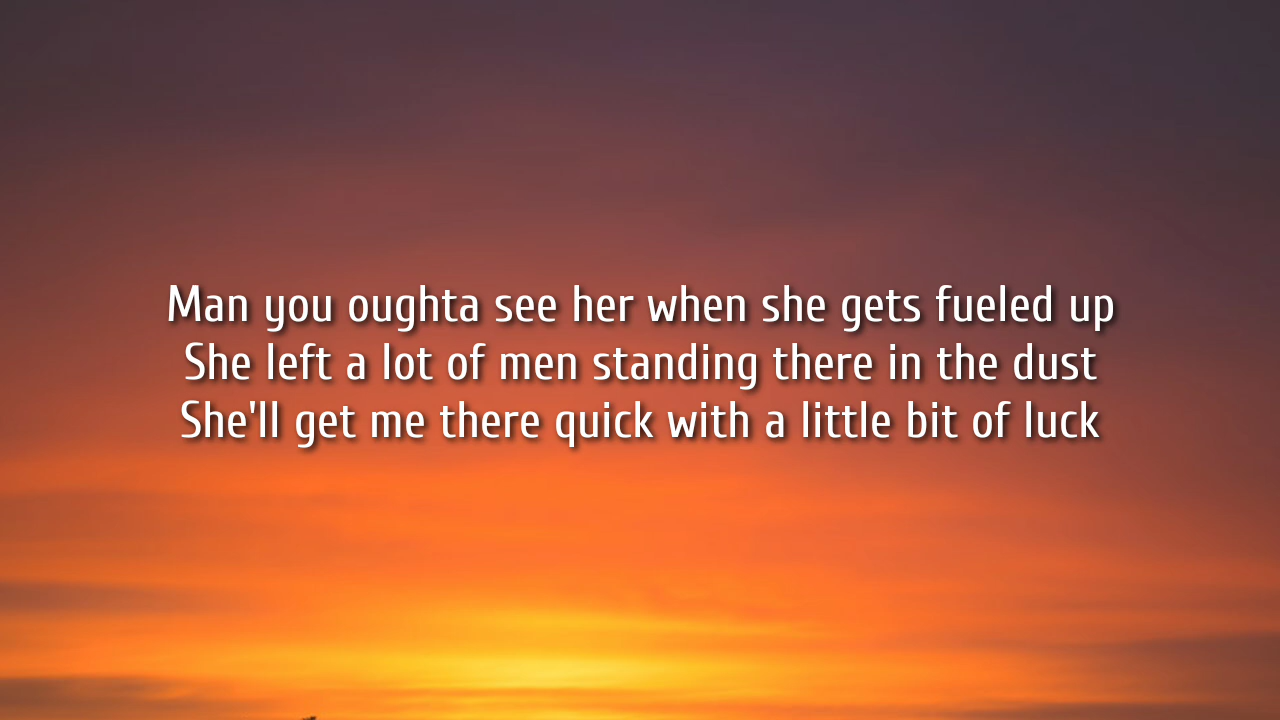 Man you oughta see her when she gets fueled up
She left a lot of men standing there in the dust
She'll get me there quick with a little bit of luck